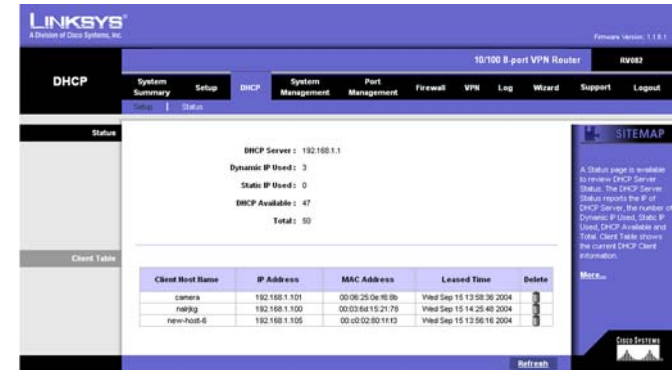 LINKSYS®
A Division of Cisco Systems, Inc.
Firmware Version: 1.1.6.1
10/100 8-port VPN Router
RV082
DHCP
System Summary
Setup
DHCP
System Management
Port Management
Firewall
VPN
Log
Wizard
Support
Logout
Setup | Status
Status
DHCP Server : 192.168.1.1
Dynamic IP Used : 3
Static IP Used : 0
DHCP Available : 47
Total : 50
SITEMAP
A Status page is available
to review DHCP Server
Status. The DHCP Server
Status reports the IP of
DHCP Server, the number of
Dynamic IP Used, Static IP
Used, DHCP Available and
Total. Client Table shows
the current DHCP Client
information.
More...
Client Table
Client Host Name IP Address MAC Address Leased Time Delete
camera 192.168.1.101 Wed Sep 15 13:58:36 2004
192.168.1.100 00:03:6d:15:21:78 Wed Sep 15 14:25:48 2004
new-host-6 192.168.1.105 Wed Sep 15 13:56:16 2004
Refresh
CISCO SYSTEMS